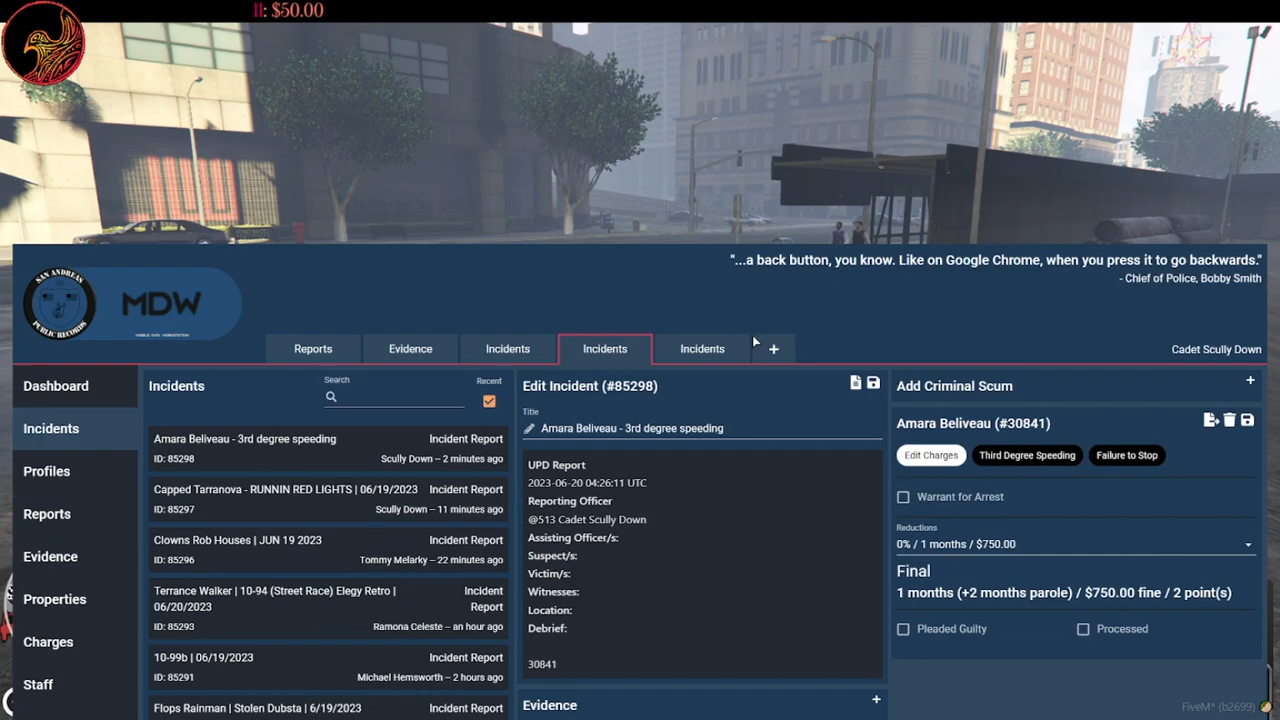 : $50.00
"...a back button, you know. Like on Google Chrome, when you press it to go backwards."
- Chief of Police, Bobby Smith
SAN ANDREAS
PUBLIC RECORDS
MDW
MOBILE DATA WORKSTATION
Reports
Evidence
Incidents
Incidents
Incidents
+
Cadet Scully Down
Dashboard
Incidents
Profiles
Reports
Evidence
Properties
Charges
Staff
Incidents
Search
Recent
Amara Beliveau - 3rd degree speeding
Incident Report
ID: 85298
Scully Down – 2 minutes ago
Capped Tarranova - RUNNIN RED LIGHTS | 06/19/2023
Incident Report
ID: 85297
Scully Down – 11 minutes ago
Clowns Rob Houses | JUN 19 2023
Incident Report
ID: 85296
Tommy Melarky – 22 minutes ago
Terrance Walker | 10-94 (Street Race) Elegy Retro |
06/20/2023
Incident
Report
ID: 85293
Ramona Celeste – an hour ago
10-99b | 06/19/2023
Incident Report
ID: 85291
Michael Hemsworth – 2 hours ago
Flops Rainman | Stolen Dubsta | 6/19/2023
Incident Report
Edit Incident (#85298)
Title
Amara Beliveau - 3rd degree speeding
UPD Report
2023-06-20 04:26:11 UTC
Reporting Officer
@513 Cadet Scully Down
Assisting Officer/s:
Suspect/s:
Victim/s:
Witnesses:
Location:
Debrief:
30841
Evidence
+
Add Criminal Scum
+
Amara Beliveau (#30841)
Edit Charges
Third Degree Speeding
Failure to Stop
Warrant for Arrest
Reductions
0% / 1 months / $750.00
Final
1 months (+2 months parole) / $750.00 fine / 2 point(s)
Pleaded Guilty
Processed
FiveM* (b2699)